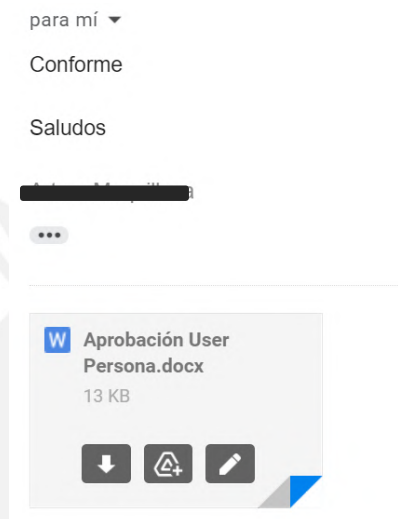 para mí
Conforme
Saludos
W
Aprobación User
Persona.docx
13 KB